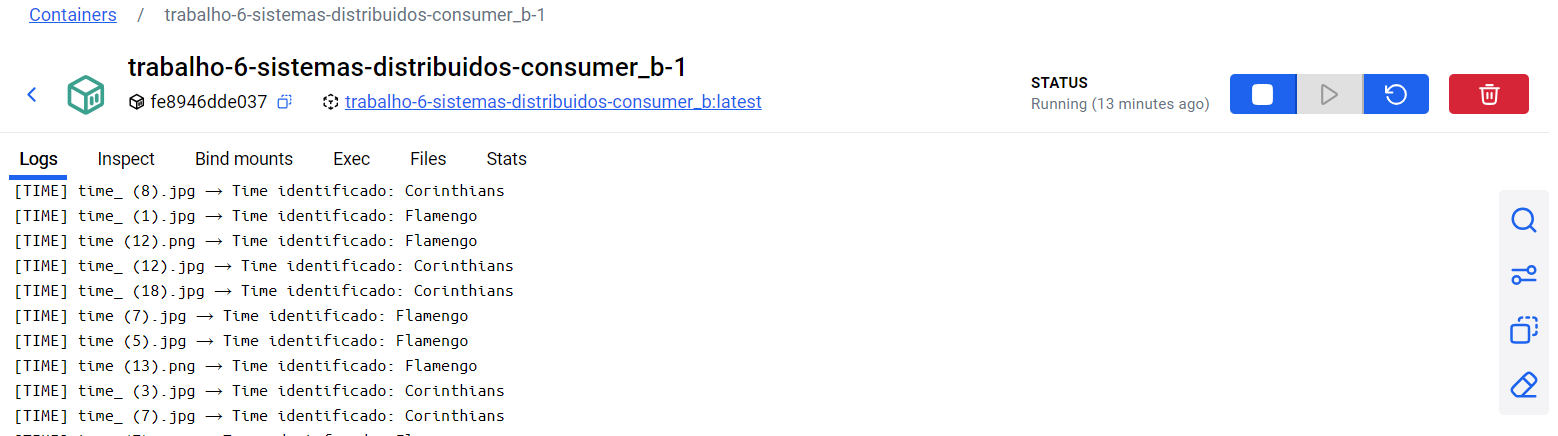 Containers / trabalho-6-sistemas-distribuidos-consumer_b-1
trabalho-6-sistemas-distribuidos-consumer_b-1
fe8946dde037 trabalho-6-sistemas-distribuidos-consumer_b:latest
STATUS
Running (13 minutes ago)
Logs Inspect Bind mounts Exec Files Stats
[TIME] time_ (8).jpg → Time identificado: Corinthians
[TIME] time_ (1).jpg → Time identificado: Flamengo
[TIME] time (12).png → Time identificado: Flamengo
[TIME] time_ (12).jpg → Time identificado: Corinthians
[TIME] time_ (18).jpg → Time identificado: Corinthians
[TIME] time (7).jpg → Time identificado: Flamengo
[TIME] time (5).jpg → Time identificado: Flamengo
[TIME] time (13).png → Time identificado: Flamengo
[TIME] time_ (3).jpg → Time identificado: Corinthians
[TIME] time_ (7).jpg → Time identificado: Corinthians